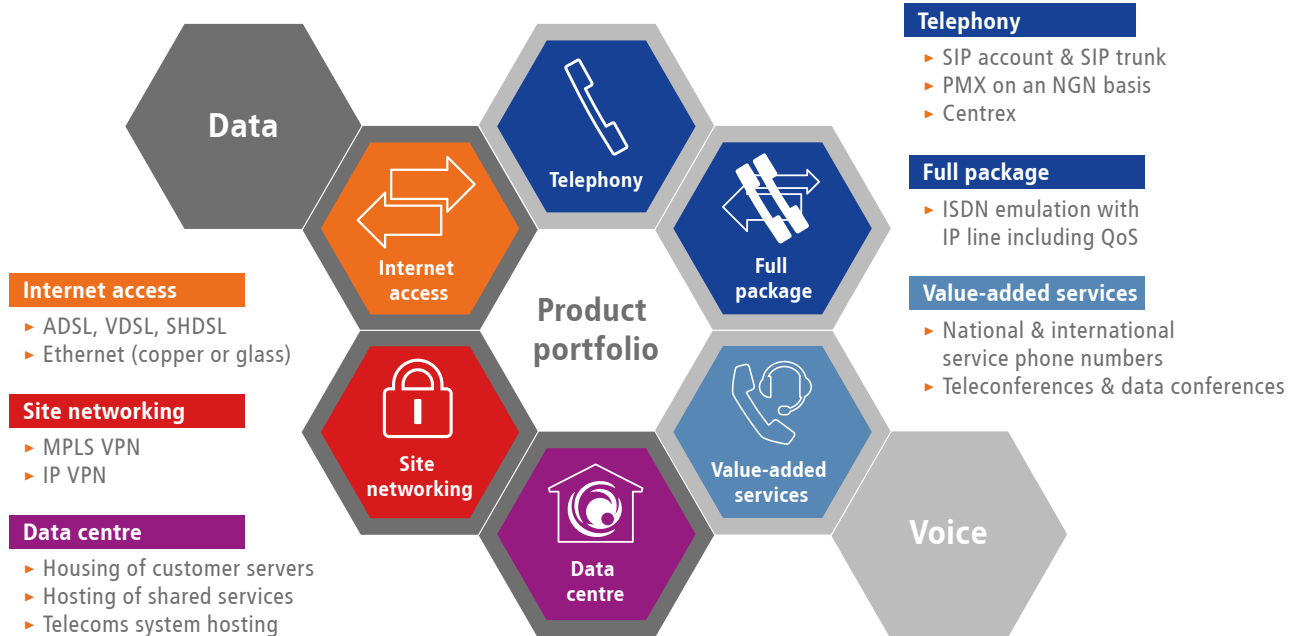 Data
Telephony
Internet
access
Full
package
Product
portfolio
Site
networking
Value-added
services
Data
centre
Voice
Internet access
► ADSL, VDSL, SHDSL
► Ethernet (copper or glass)
Site networking
► MPLS VPN
► IP VPN
Data centre
► Housing of customer servers
► Hosting of shared services
► Telecoms system hosting
Telephony
► SIP account & SIP trunk
► PMX on an NGN basis
► Centrex
Full package
► ISDN emulation with
IP line including QoS
Value-added services
► National & international
service phone numbers
► Teleconferences & data conferences